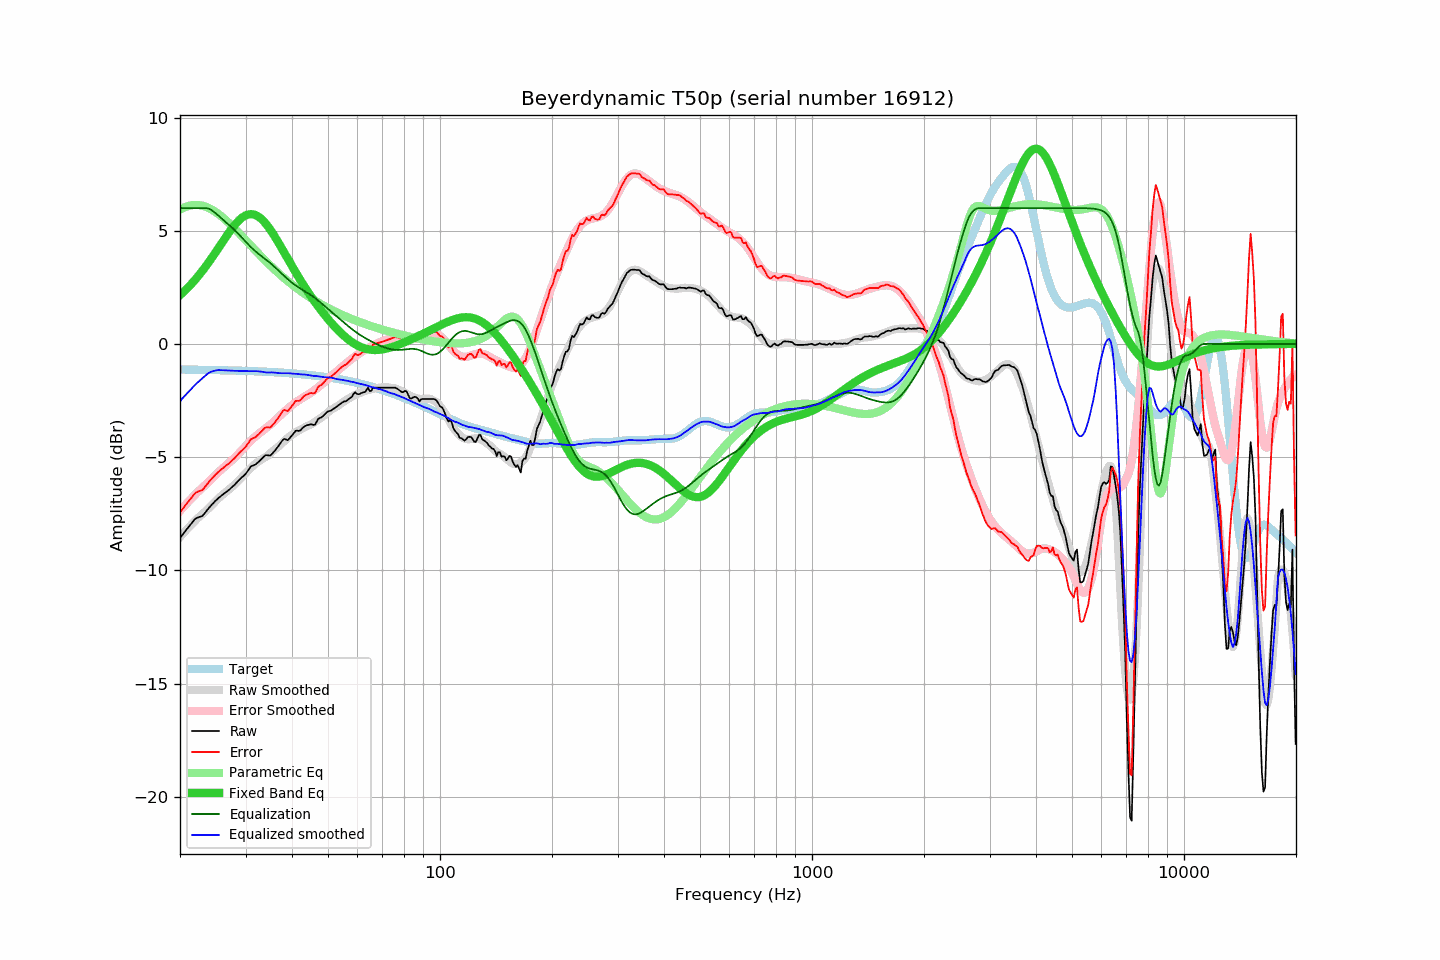 Beyerdynamic T50p (serial number 16912)
10
5
0
−5
−10
−15
−20
Amplitude (dBr)
Target
Raw Smoothed
Error Smoothed
Raw
Error
Parametric Eq
Fixed Band Eq
Equalization
Equalized smoothed
100
1000
10000
Frequency (Hz)